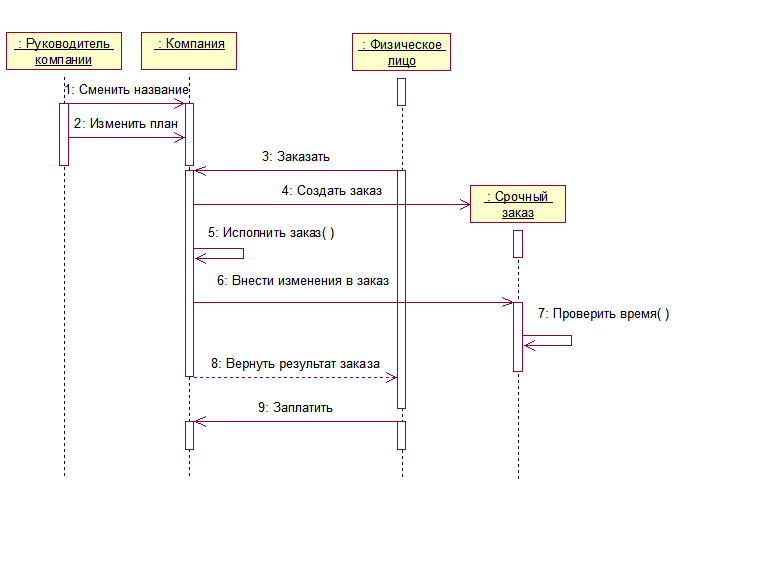 : Руководитель
компании
: Компания
: Физическое
лицо
1: Сменить название
2: Изменить план
3: Заказать
4: Создать заказ
: Срочный
заказ
5: Исполнить заказ( )
6: Внести изменения в заказ
7: Проверить время( )
8: Вернуть результат заказа
9: Заплатить